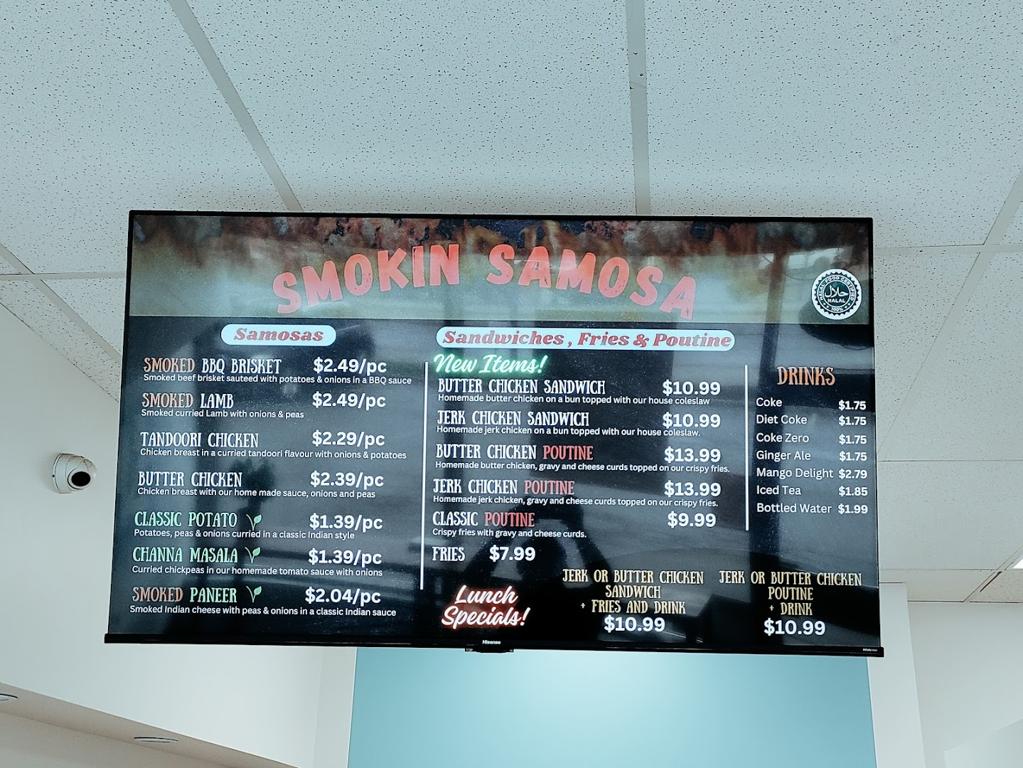 SMOKIN SAMOSA
حلال
HALAL
Samosas
SMOKED BBQ BRISKET $2.49/pc
Smoked beef brisket sauteed with potatoes & onions in a BBQ sauce
SMOKED LAMB $2.49/pc
Smoked curried Lamb with onions & peas
TANDOORI CHICKEN $2.29/pc
Chicken breast in a curried tandoori flavour with onions & potatoes
BUTTER CHICKEN $2.39/pc
Chicken breast with our home made sauce, onions and peas
CLASSIC POTATO $1.39/pc
Potatoes, peas & onions curried in a classic Indian style
CHANNA MASALA $1.39/pc
Curried chickpeas in our homemade tomato sauce with onions
SMOKED PANEER $2.04/pc
Smoked Indian cheese with peas & onions in a classic Indian sauce
Sandwiches , Fries & Poutine
New Items!
BUTTER CHICKEN SANDWICH $10.99
Homemade butter chicken on a bun topped with our house coleslaw
JERK CHICKEN SANDWICH $10.99
Homemade jerk chicken on a bun topped with our house coleslaw.
BUTTER CHICKEN POUTINE $13.99
Homemade butter chicken, gravy and cheese curds topped on our crispy fries.
JERK CHICKEN POUTINE $13.99
Homemade jerk chicken, gravy and cheese curds topped on our crispy fries.
CLASSIC POUTINE $9.99
Crispy fries with gravy and cheese curds.
FRIES $7.99
DRINKS
Coke $1.75
Diet Coke $1.75
Coke Zero $1.75
Ginger Ale $1.75
Mango Delight $2.79
Iced Tea $1.85
Bottled Water $1.99
Lunch
Specials!
JERK OR BUTTER CHICKEN
SANDWICH
+ FRIES AND DRINK
$10.99
JERK OR BUTTER CHICKEN
POUTINE
+ DRINK
$10.99
Hisense